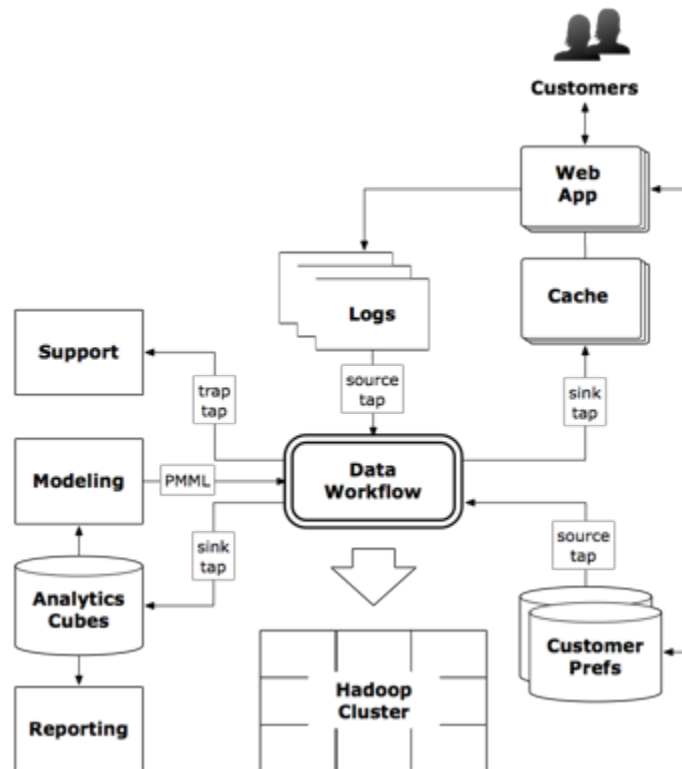 Customers
Web
App
Cache
Logs
Support
trap
tap
source
tap
sink
tap
Modeling
PMML
Data
Workflow
sink
tap
source
tap
Analytics
Cubes
Customer
Prefs
Hadoop
Cluster
Reporting